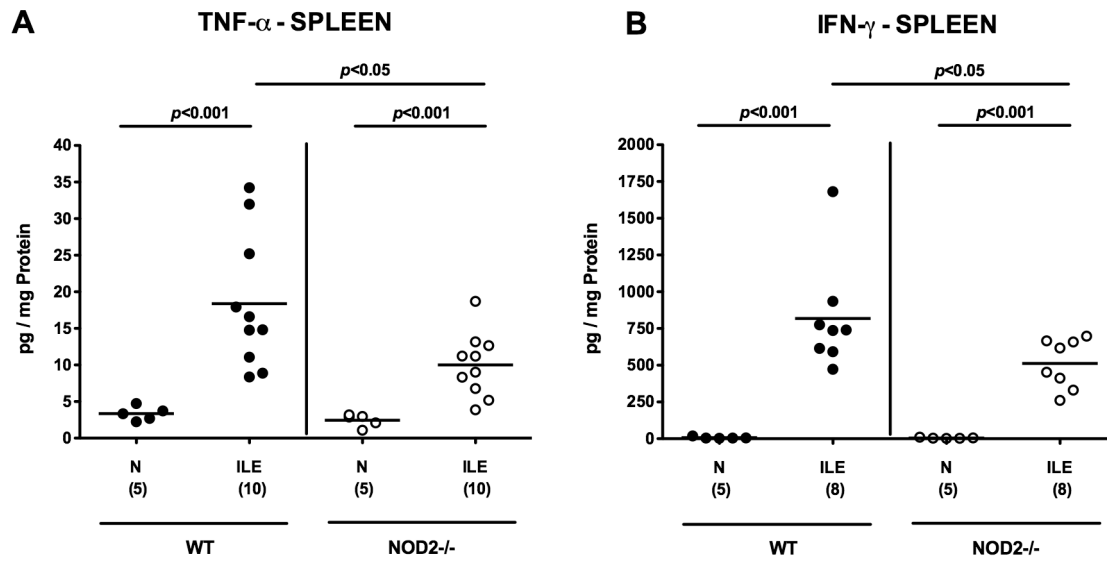 A
TNF-α - SPLEEN
p<0.05
p<0.001
p<0.001
pg / mg Protein
40
35
30
25
20
15
10
5
0
N
(5)
ILE
(10)
N
(5)
ILE
(10)
WT
NOD2-/-
B
IFN-γ - SPLEEN
p<0.05
p<0.001
p<0.001
pg / mg Protein
2000
1750
1500
1250
1000
750
500
250
0
N
(5)
ILE
(8)
N
(5)
ILE
(8)
WT
NOD2-/-